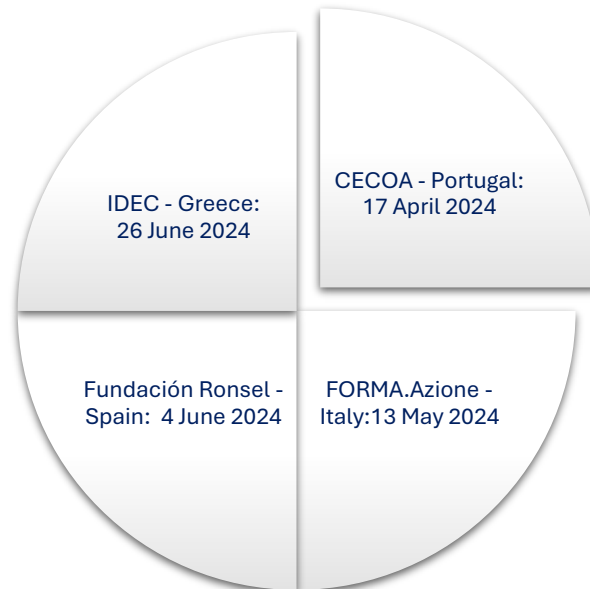 CECOA - Portugal:
17 April 2024
FORMA.Azione -
Italy:13 May 2024
Fundación Ronsel -
Spain: 4 June 2024
IDEC - Greece:
26 June 2024